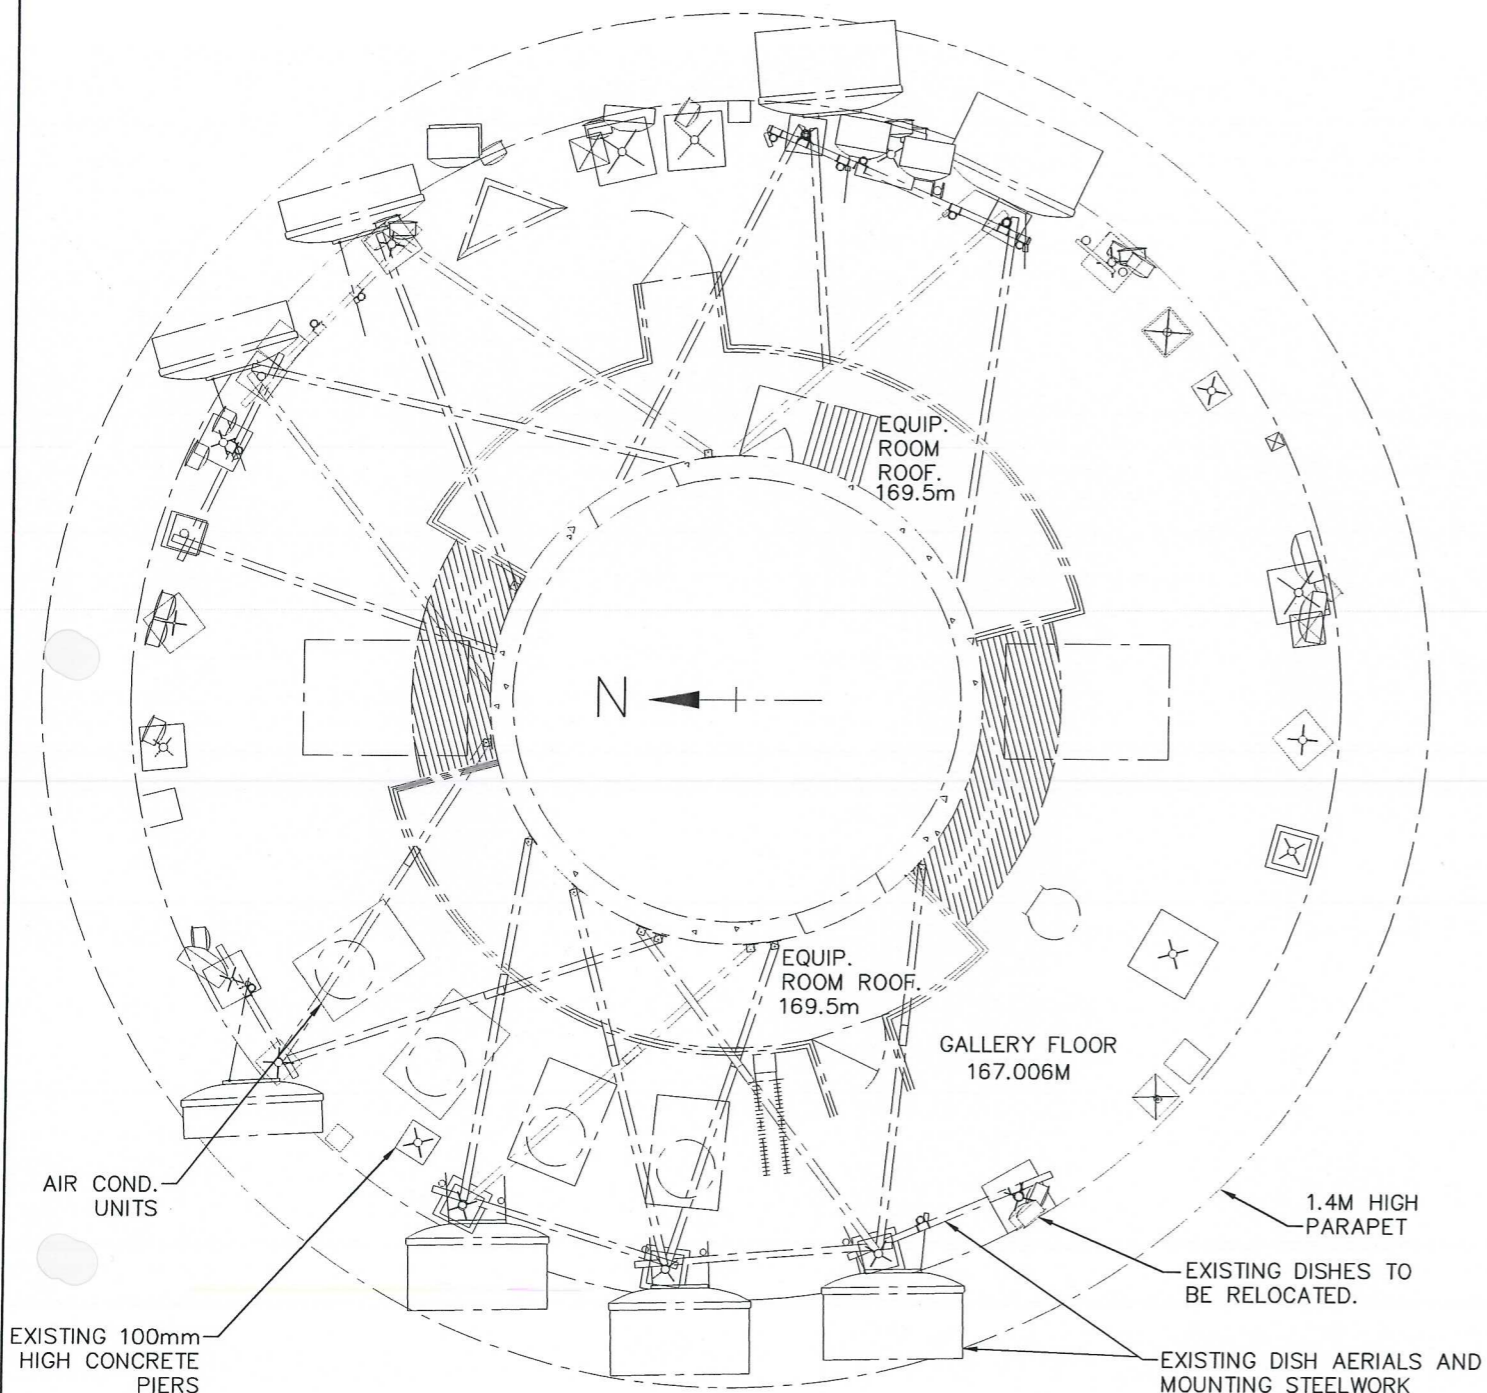 EQUIP.
ROOM
ROOF.
169.5m
N
EQUIP.
ROOM ROOF.
169.5m
GALLERY FLOOR
167.006M
AIR COND.
UNITS
1.4M HIGH
PARAPET
EXISTING DISHES TO
BE RELOCATED.
EXISTING 100mm
HIGH CONCRETE
PIERS
EXISTING DISH AERIALS AND
MOUNTING STEELWORK